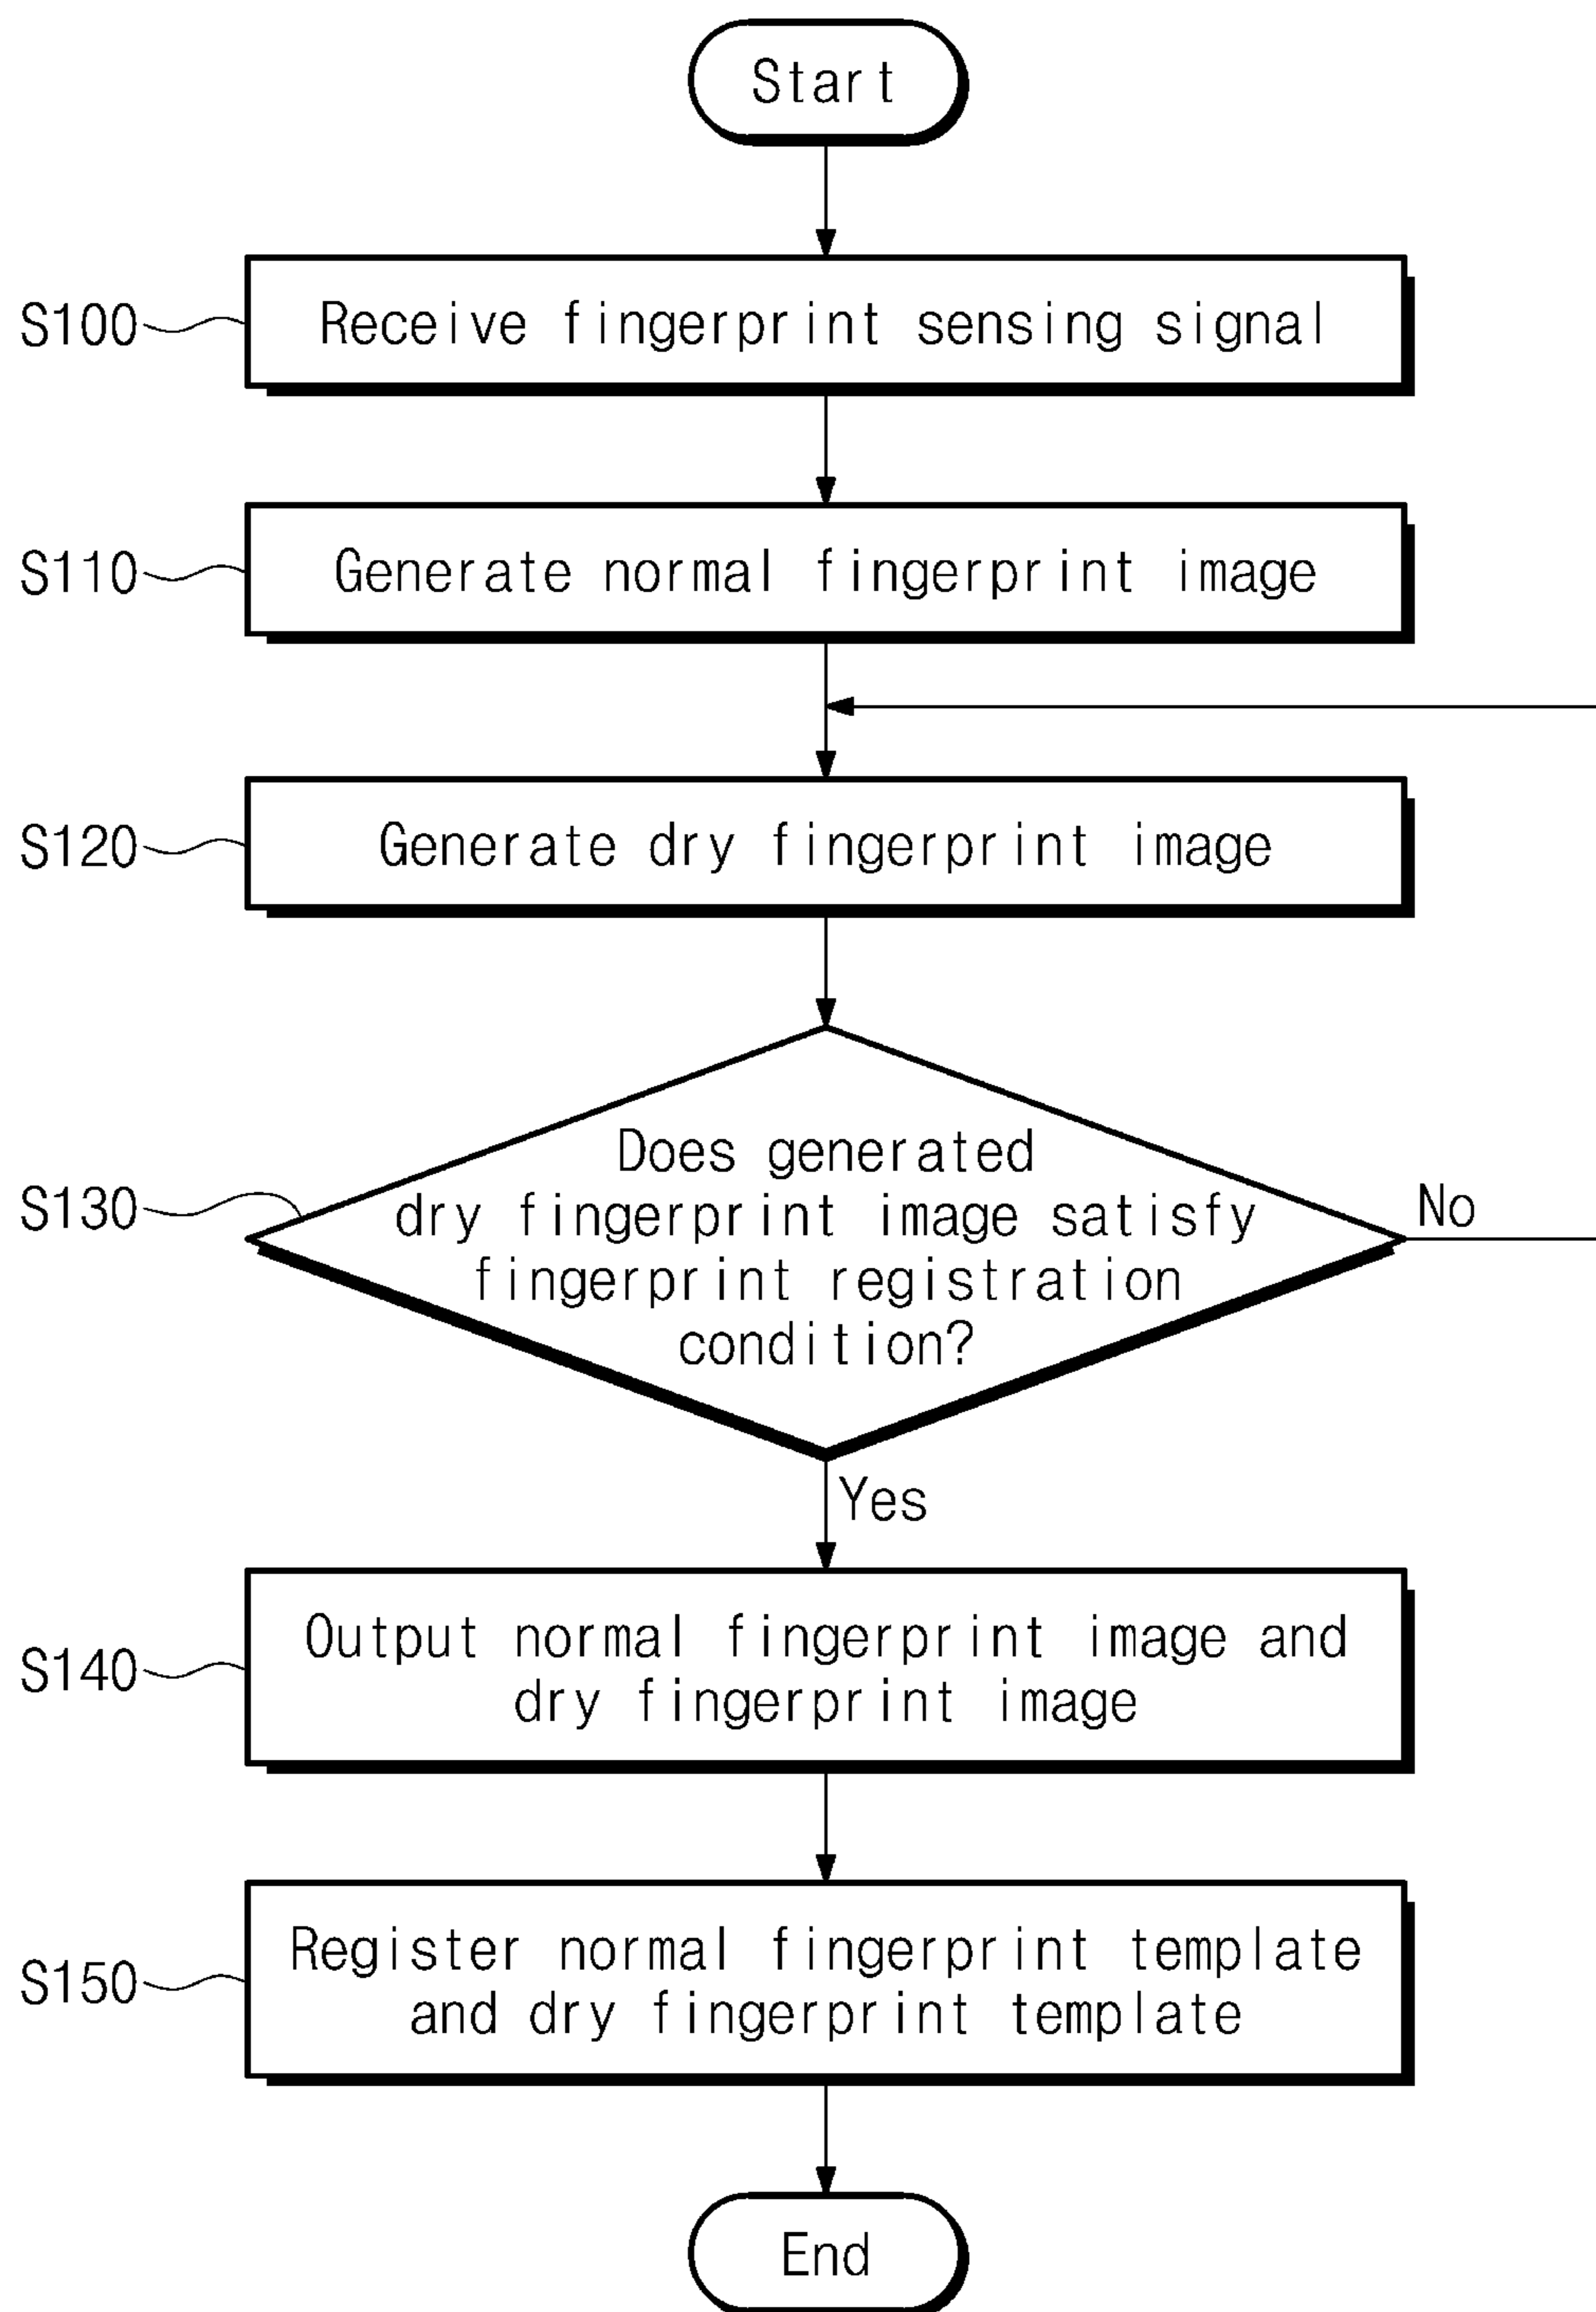 Start
S100
Receive fingerprint sensing signal
S110
Generate normal fingerprint image
S120
Generate dry fingerprint image
S130
Does generated
dry fingerprint image satisfy
fingerprint registration
condition?
No
Yes
S140
Output normal fingerprint image and
dry fingerprint image
S150
Register normal fingerprint template
and dry fingerprint template
End